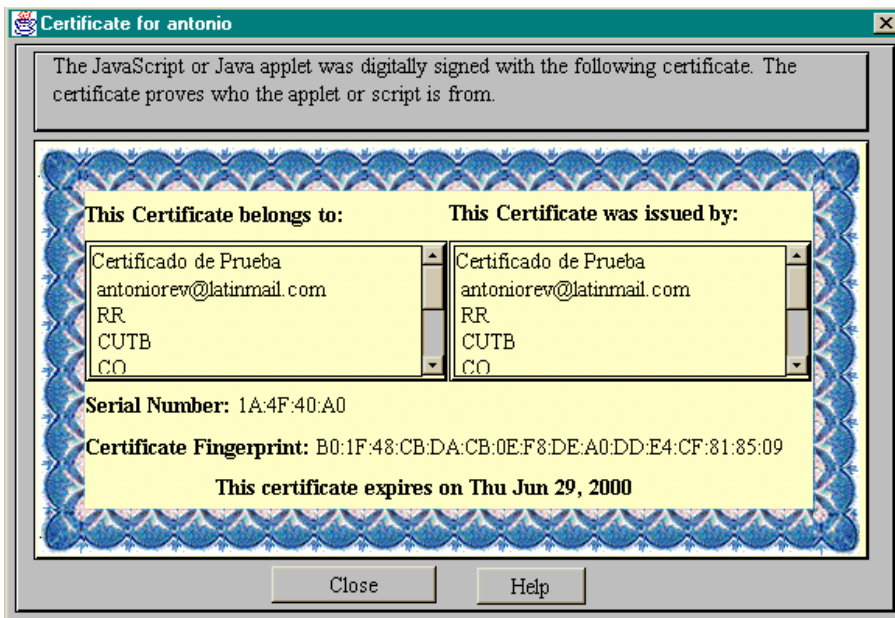 Certificate for antonio
The JavaScript or Java applet was digitally signed with the following certificate. The
certificate proves who the applet or script is from.
This Certificate belongs to:
This Certificate was issued by:
Certificado de Prueba
antoniorev@latinmail.com
RR
CUTB
CO
Certificado de Prueba
antoniorev@latinmail.com
RR
CUTB
CO
Serial Number: 1A:4F:40:A0
Certificate Fingerprint: B0:1F:48:CB:DA:CB:0E:F8:DE:A0:DD:E4:CF:81:85:09
This certificate expires on Thu Jun 29, 2000
Close
Help